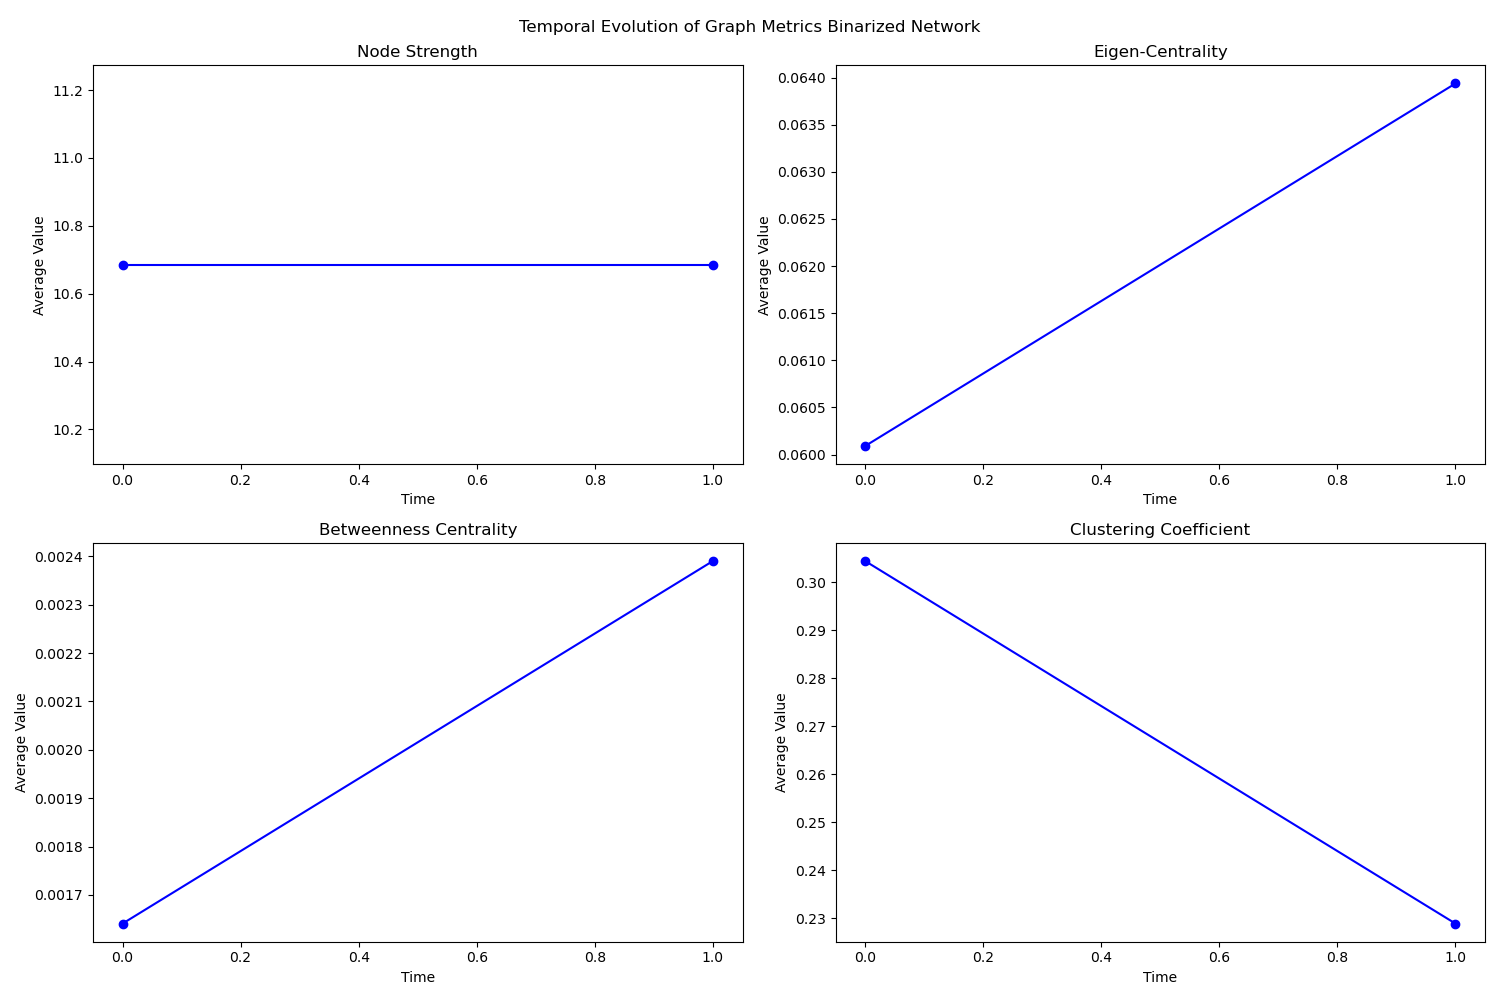 Temporal Evolution of Graph Metrics Binarized Network
Node Strength
11.2
11.0
10.8
10.6
10.4
10.2
Average Value
0.0 0.2 0.4 0.6 0.8 1.0
Time
Eigen-Centrality
0.0640
0.0635
0.0630
0.0625
0.0620
0.0615
0.0610
0.0605
0.0600
Average Value
0.0 0.2 0.4 0.6 0.8 1.0
Time
Betweenness Centrality
0.0024
0.0023
0.0022
0.0021
0.0020
0.0019
0.0018
0.0017
Average Value
0.0 0.2 0.4 0.6 0.8 1.0
Time
Clustering Coefficient
0.30
0.29
0.28
0.27
0.26
0.25
0.24
0.23
Average Value
0.0 0.2 0.4 0.6 0.8 1.0
Time